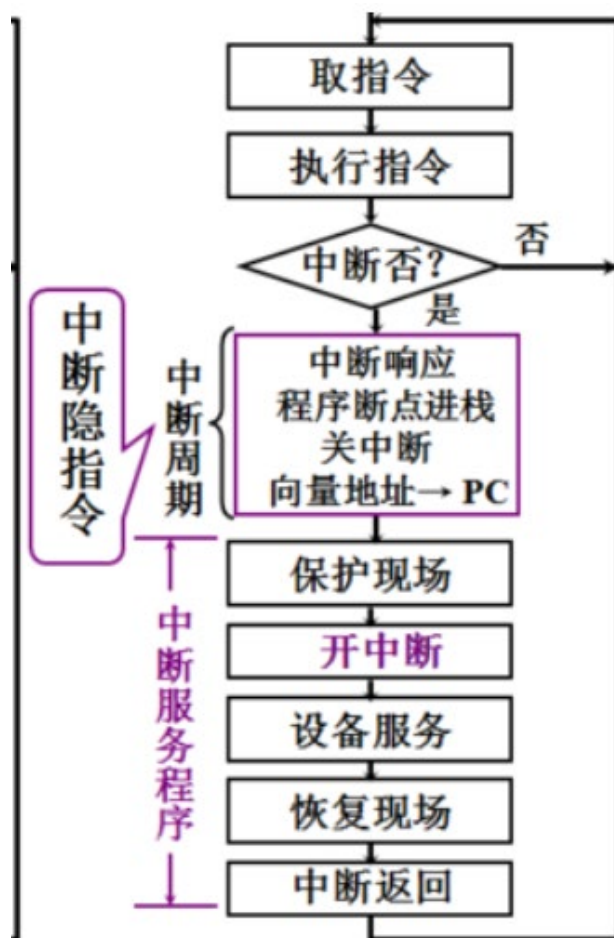 取指令
执行指令
中断否？
否
是
中断隐指令
中断周期
中断响应
程序断点进栈
关中断
向量地址→ PC
中断服务程序
保护现场
开中断
设备服务
恢复现场
中断返回